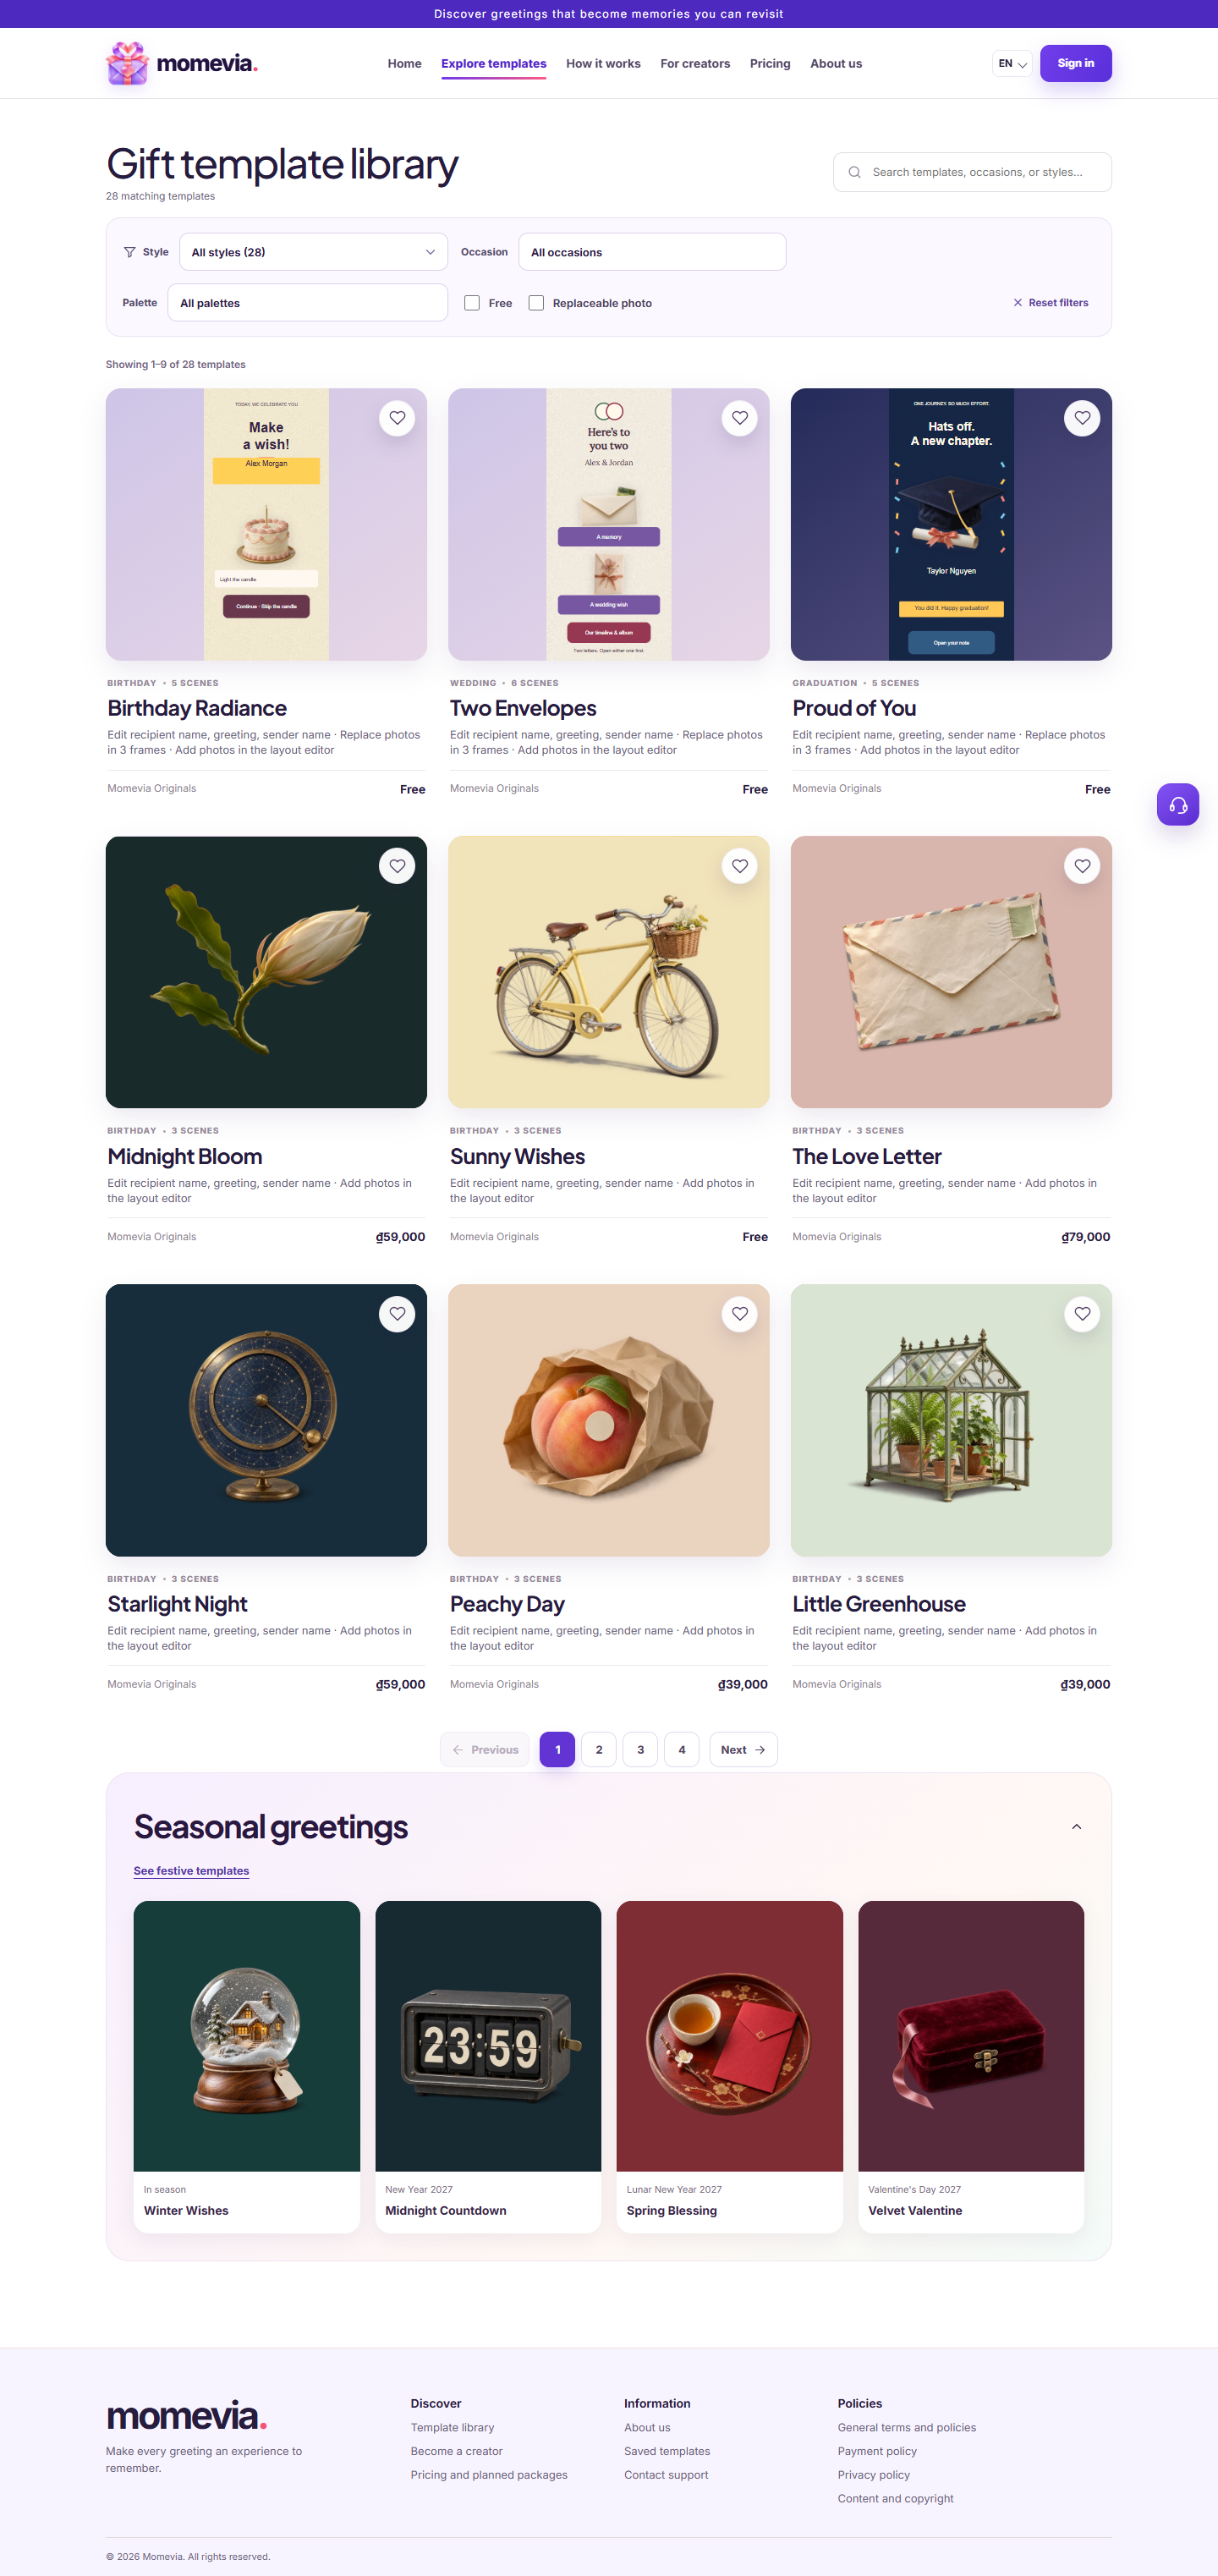 Discover greetings that become memories you can revisit
momevia.
Home Explore templates How it works For creators Pricing About us
EN
Sign in
Gift template library
28 matching templates
Search templates, occasions, or styles...
Style All styles (28) Occasion All occasions
Palette All palettes Free Replaceable photo Reset filters
Showing 1–9 of 28 templates
TODAY, WE CELEBRATE YOU
Make
a wish!
Alex Morgan
Light the candle
Continue · Skip the candle
Here's to
you two
Alex & Jordan
A memory
A wedding wish
Our timeline & album
Two letters. Open either one first.
ONE JOURNEY. SO MUCH EFFORT.
Hats off.
A new chapter.
Taylor Nguyen
You did it. Happy graduation!
Open your note
BIRTHDAY • 5 SCENES
Birthday Radiance
Edit recipient name, greeting, sender name · Replace photos
in 3 frames · Add photos in the layout editor
Momevia Originals Free
WEDDING • 6 SCENES
Two Envelopes
Edit recipient name, greeting, sender name · Replace photos
in 3 frames · Add photos in the layout editor
Momevia Originals Free
GRADUATION • 5 SCENES
Proud of You
Edit recipient name, greeting, sender name · Replace photos
in 3 frames · Add photos in the layout editor
Momevia Originals Free
BIRTHDAY • 3 SCENES
Midnight Bloom
Edit recipient name, greeting, sender name · Add photos in
the layout editor
Momevia Originals ₫59,000
BIRTHDAY • 3 SCENES
Sunny Wishes
Edit recipient name, greeting, sender name · Add photos in
the layout editor
Momevia Originals Free
BIRTHDAY • 3 SCENES
The Love Letter
Edit recipient name, greeting, sender name · Add photos in
the layout editor
Momevia Originals ₫79,000
BIRTHDAY • 3 SCENES
Starlight Night
Edit recipient name, greeting, sender name · Add photos in
the layout editor
Momevia Originals ₫59,000
BIRTHDAY • 3 SCENES
Peachy Day
Edit recipient name, greeting, sender name · Add photos in
the layout editor
Momevia Originals ₫39,000
BIRTHDAY • 3 SCENES
Little Greenhouse
Edit recipient name, greeting, sender name · Add photos in
the layout editor
Momevia Originals ₫39,000
← Previous 1 2 3 4 Next →
Seasonal greetings
See festive templates
23:59
In season
Winter Wishes
New Year 2027
Midnight Countdown
Lunar New Year 2027
Spring Blessing
Valentine's Day 2027
Velvet Valentine
momevia.
Make every greeting an experience to
remember.
Discover
Template library
Become a creator
Pricing and planned packages
Information
About us
Saved templates
Contact support
Policies
General terms and policies
Payment policy
Privacy policy
Content and copyright
© 2026 Momevia. All rights reserved.